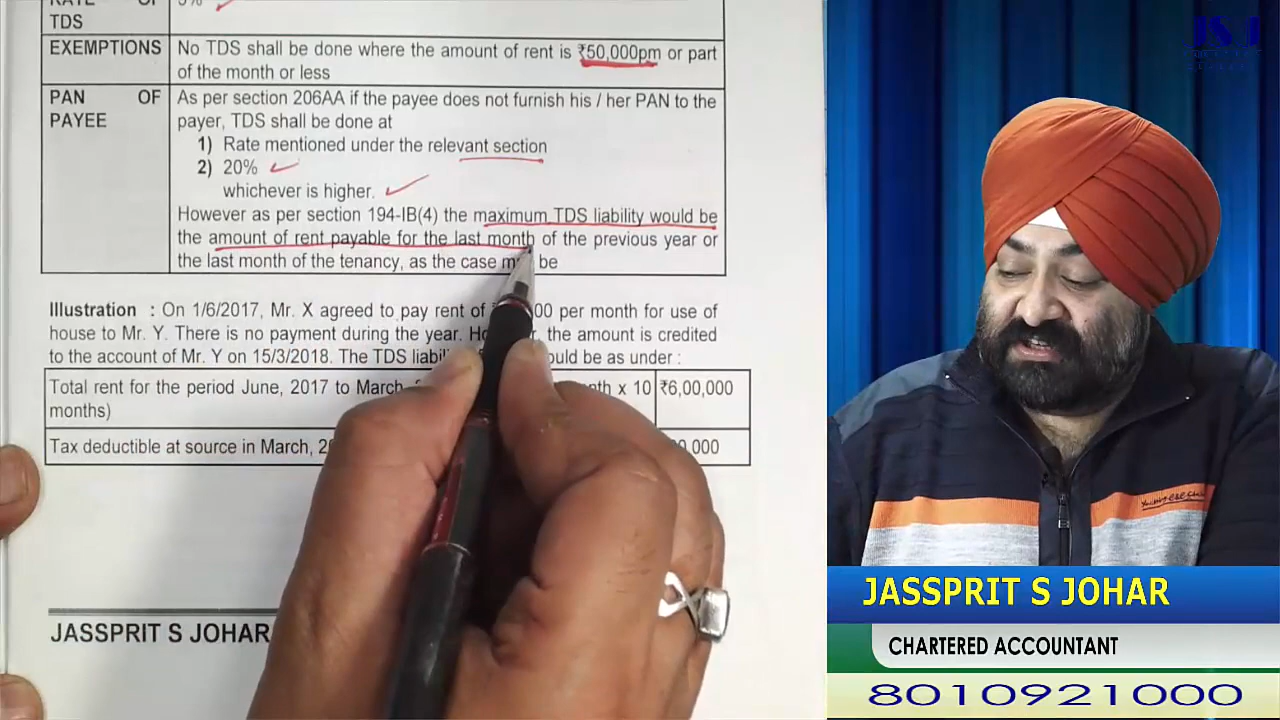 TDS
EXEMPTIONS No TDS shall be done where the amount of rent is ₹50,000pm or part
of the month or less
PAN OF As per section 206AA if the payee does not furnish his / her PAN to the
PAYEE payer, TDS shall be done at
1) Rate mentioned under the relevant section
2) 20%
whichever is higher.
However as per section 194-IB(4) the maximum TDS liability would be
the amount of rent payable for the last month of the previous year or
the last month of the tenancy, as the case be
Illustration : On 1/6/2017, Mr. X agreed to pay rent of per month for use of
house to Mr. Y. There is no payment during the year. the amount is credited
to the account of Mr. Y on 15/3/2018. The TDS would be as under :
Total rent for the period June, 2017 to March, x 10 ₹6,00,000
months)
Tax deductible at source in March,
JASSPRIT S JOHAR
JSJ
JASSPRIT S JOHAR
CHARTERED ACCOUNTANT
8010921000